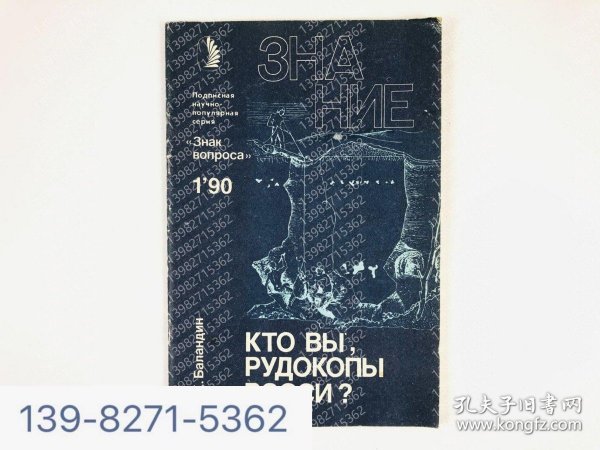 ЗНА
НИЕ
Подписная
научно-
популярная
серия
«Знак
вопроса»
1'90
Баландин
КТО ВЫ,
РУДОКОПЫ
И?
139-8271-5362
13982715362
孔夫子旧书网
www.kongfz.com